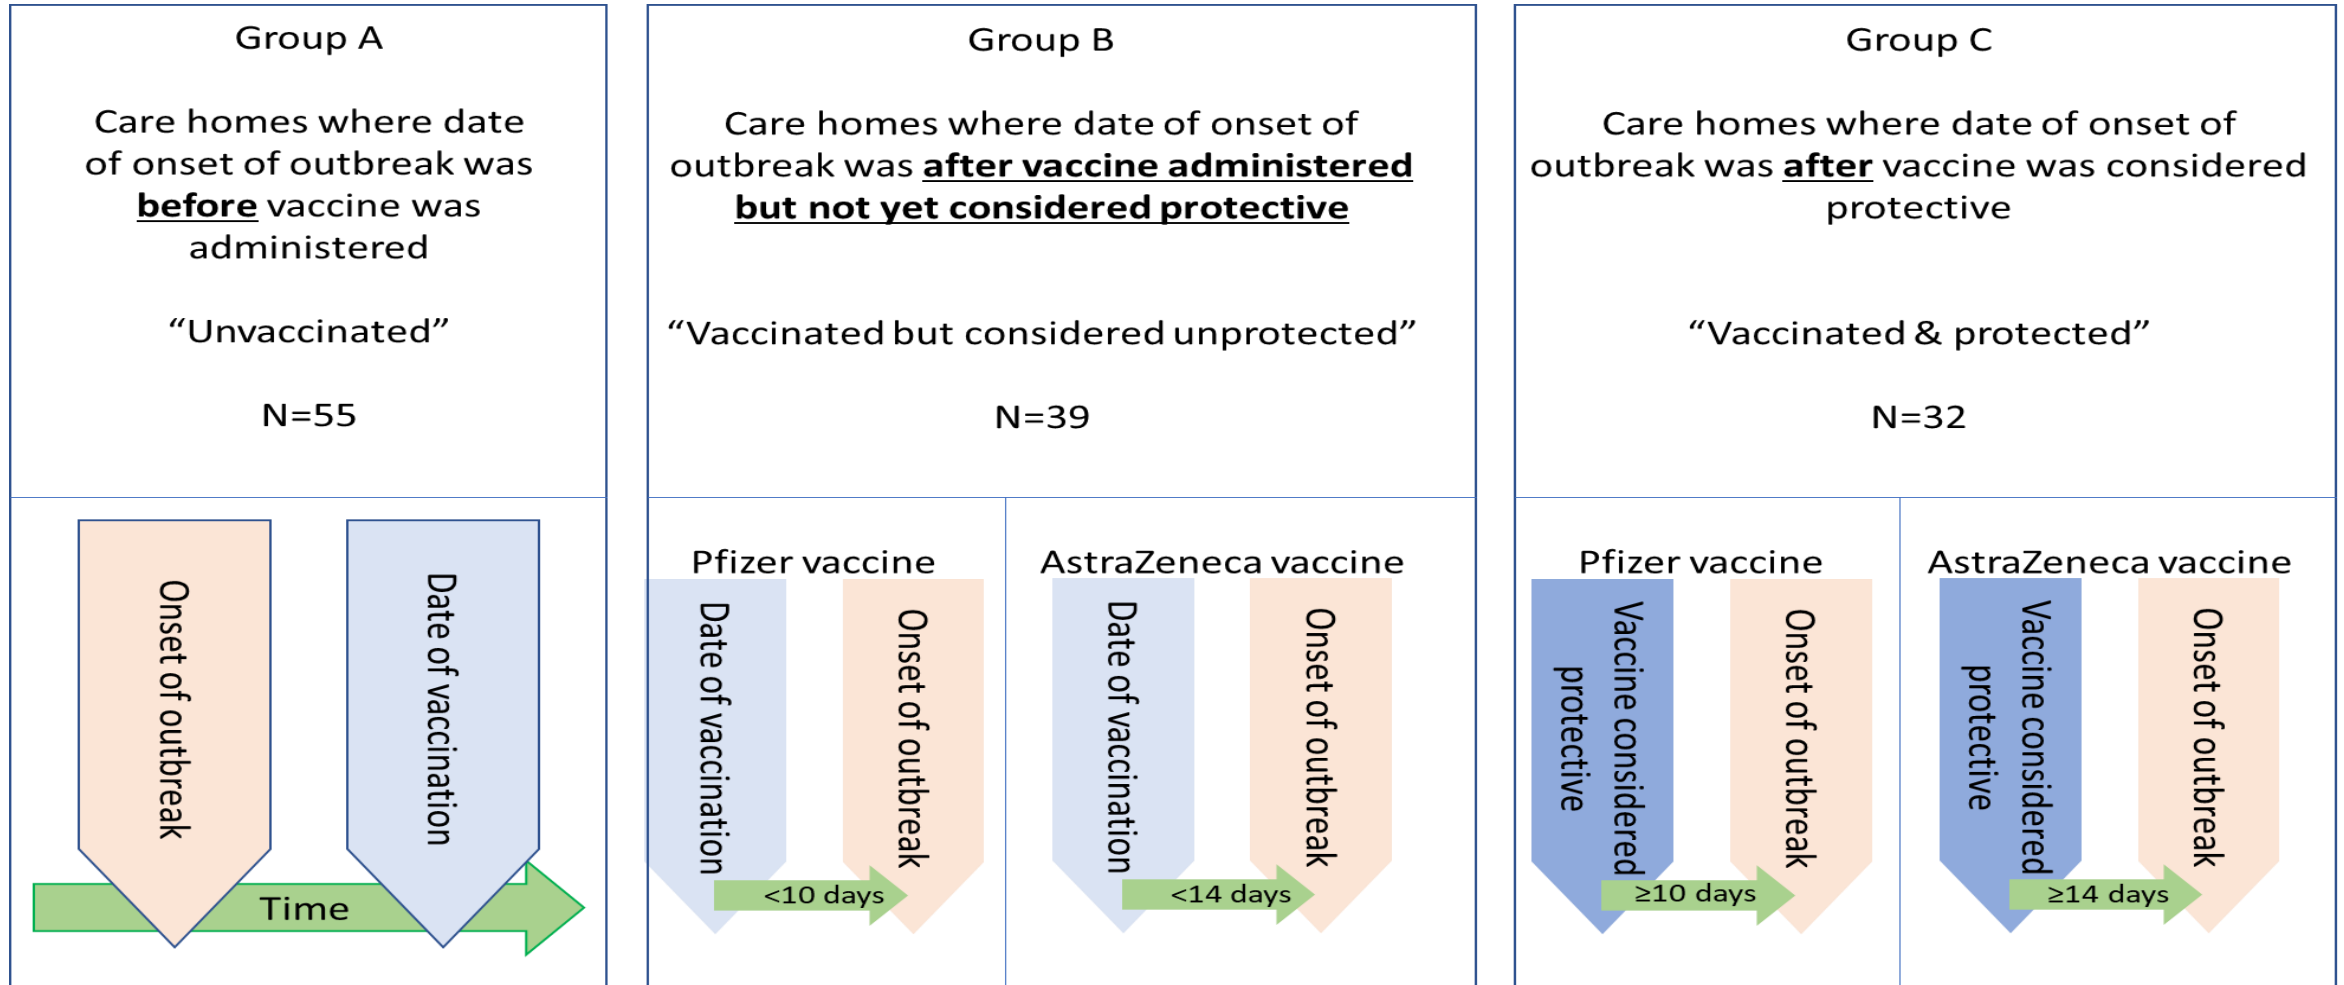 Group A
Care homes where date
of onset of outbreak was
before vaccine was
administered
“Unvaccinated”
N=55
Onset of outbreak
Date of vaccination
Time
Group B
Care homes where date of onset of
outbreak was after vaccine administered
but not yet considered protective
“Vaccinated but considered unprotected”
N=39
Pfizer vaccine
Date of vaccination
Onset of outbreak
<10 days
AstraZeneca vaccine
Date of vaccination
Onset of outbreak
<14 days
Group C
Care homes where date of onset of
outbreak was after vaccine was considered
protective
“Vaccinated & protected”
N=32
Pfizer vaccine
Vaccine considered
protective
Onset of outbreak
≥10 days
AstraZeneca vaccine
Vaccine considered
protective
Onset of outbreak
≥14 days